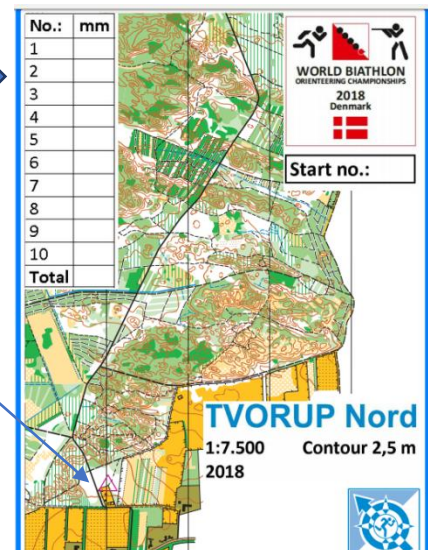 No.: mm
1
2
3
4
5
6
7
8
9
10
Total
WORLD BIATHLON
ORIENTEERING CHAMPIONSHIPS
2018
Denmark
Start no.:
TVORUP Nord
1:7.500 Contour 2,5 m
2018